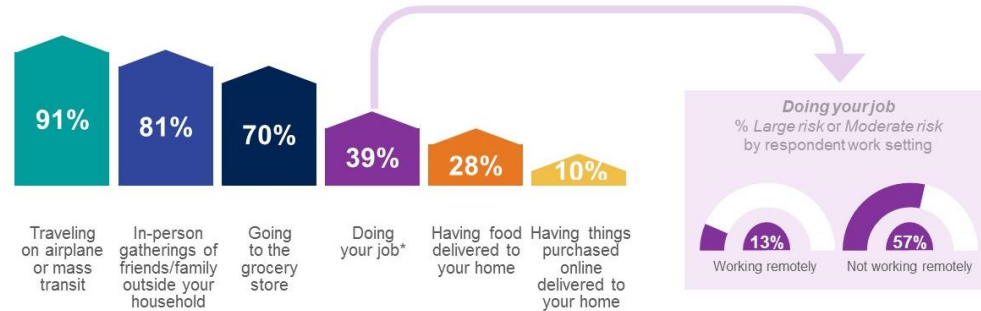 91%
81%
70%
39%
28%
10%
Traveling
on airplane
or mass
transit
In-person
gatherings of
friends/family
outside your
household
Going
to the
grocery
store
Doing
your job*
Having food
delivered to
your home
Having things
purchased
online
delivered to
your home
Doing your job
% Large risk or Moderate risk
by respondent work setting
13%
Working remotely
57%
Not working remotely